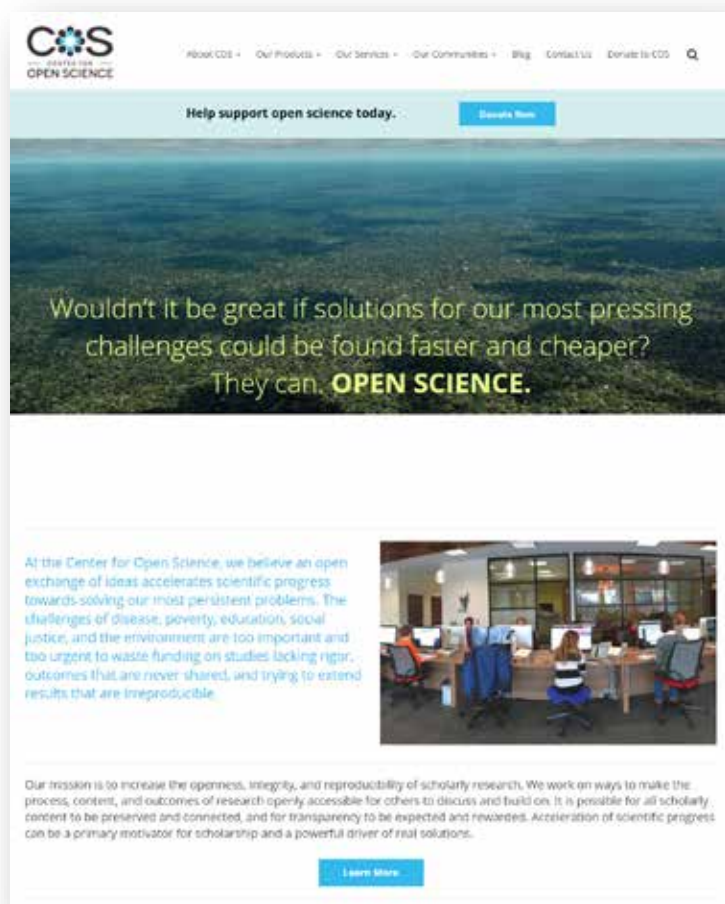 COS
CENTER FOR
OPEN SCIENCE
About COS
Our Products
Our Services
Our Communities
Blog
Contact Us
Donate to COS
Help support open science today.
Donate Now
Wouldn't it be great if solutions for our most pressing
challenges could be found faster and cheaper?
They can. OPEN SCIENCE.
At the Center for Open Science, we believe an open
exchange of ideas accelerates scientific progress
towards solving our most persistent problems. The
challenges of disease, poverty, education, social
justice, and the environment are too important and
too urgent to waste funding on studies lacking rigor,
outcomes that are never shared, and trying to extend
results that are irreproducible.
Our mission is to increase the openness, integrity, and reproducibility of scholarly research. We work on ways to make the
process, content, and outcomes of research openly accessible for others to discuss and build on. It is possible for all scholarly
content to be preserved and connected, and for transparency to be expected and rewarded. Acceleration of scientific progress
can be a primary motivator for scholarship and a powerful driver of real solutions.
Learn More